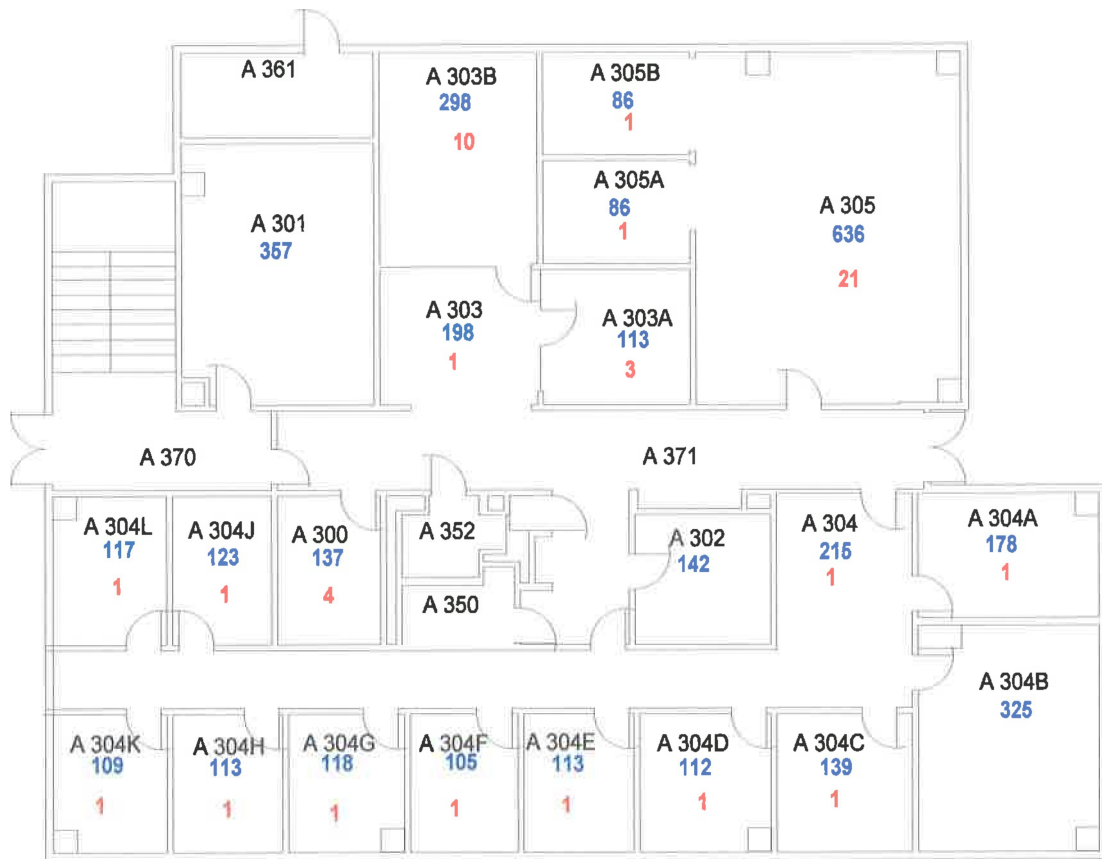 A 361
A 303B
298
10
A 305B
86
1
A 305A
86
1
A 305
636
21
A 301
357
A 303
198
1
A 303A
113
3
A 370
A 371
A 304L
117
1
A 304J
123
1
A 300
137
4
A 352
A 350
A 302
142
A 304
215
1
A 304A
178
1
A 304B
325
A 304K
109
1
A 304H
113
1
A 304G
118
1
A 304F
105
1
A 304E
113
1
A 304D
112
1
A 304C
139
1